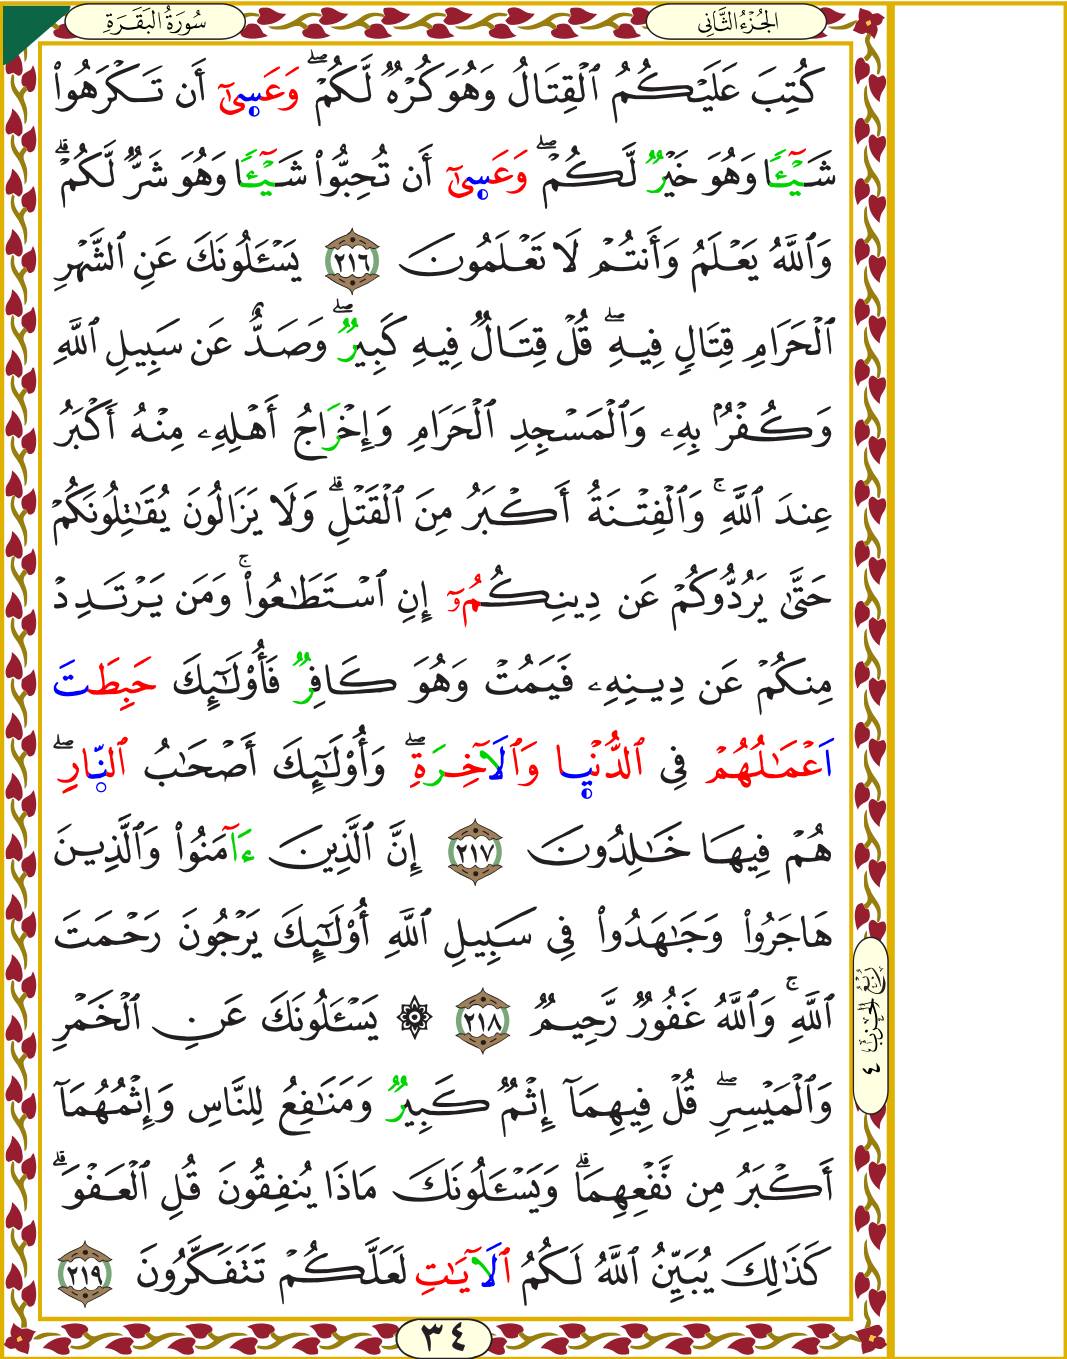 سُورَةُ البَقَرَةِ
الجُزْءُ الثَّانِي
كُتِبَ عَلَيْكُمُ ٱلْقِتَالُ وَهُوَ كُرْهٌ لَّكُمْۖ وَعَسۭىٰٓ أَن تَكْرَهُواْ
شَيْـًٔا وَهُوَ خَيْرٌ لَّكُمْۖ وَعَسۭىٰٓ أَن تُحِبُّواْ شَيْـًٔا وَهُوَ شَرٌّ لَّكُمْۗ
وَٱللَّهُ يَعْلَمُ وَأَنتُمْ لَا تَعْلَمُونَ ٢١٦ يَسْـَٔلُونَكَ عَنِ ٱلشَّهْرِ
ٱلْحَرَامِ قِتَالٍ فِيهِۖ قُلْ قِتَالٌ فِيهِ كَبِيرٌۖ وَصَدٌّ عَن سَبِيلِ ٱللَّهِ
وَكُفْرٌۢ بِهِۦ وَٱلْمَسْجِدِ ٱلْحَرَامِ وَإِخْرَاجُ أَهْلِهِۦ مِنْهُ أَكْبَرُ
عِندَ ٱللَّهِۚ وَٱلْفِتْنَةُ أَكْبَرُ مِنَ ٱلْقَتْلِۗ وَلَا يَزَالُونَ يُقَٰتِلُونَكُمْ
حَتَّىٰ يَرُدُّوكُمْ عَن دِينِكُمُۥٓ إِنِ ٱسْتَطَٰعُواْۚ وَمَن يَرْتَدِدْ
مِنكُمْ عَن دِينِهِۦ فَيَمُتْ وَهُوَ كَافِرٌ فَأُوْلَٰٓئِكَ حَبِطَتَ
اَعْمَٰلُهُمْ فِي ٱلدُّنْيۭا وَٱلَاخِرَةِۖ وَأُوْلَٰٓئِكَ أَصْحَٰبُ ٱلنّ۪ارِۖ
هُمْ فِيهَا خَٰلِدُونَ ٢١٧ إِنَّ ٱلَّذِينَ ءَامَنُواْ وَٱلَّذِينَ
هَاجَرُواْ وَجَٰهَدُواْ فِي سَبِيلِ ٱللَّهِ أُوْلَٰٓئِكَ يَرْجُونَ رَحْمَتَ
ٱللَّهِۚ وَٱللَّهُ غَفُورٌ رَّحِيمٌ ٢١٨ ۞ يَسْـَٔلُونَكَ عَنِ ٱلْخَمْرِ
وَٱلْمَيْسِرِۖ قُلْ فِيهِمَآ إِثْمٌ كَبِيرٌ وَمَنَٰفِعُ لِلنَّاسِ وَإِثْمُهُمَآ
أَكْبَرُ مِن نَّفْعِهِمَاۗ وَيَسْـَٔلُونَكَ مَاذَا يُنفِقُونَ قُلِ ٱلْعَفْوَۗ
كَذَٰلِكَ يُبَيِّنُ ٱللَّهُ لَكُمُ ٱلَايَٰتِ لَعَلَّكُمْ تَتَفَكَّرُونَ ٢١٩
رُبْعُ الحِزْبِ ٤
٣٤